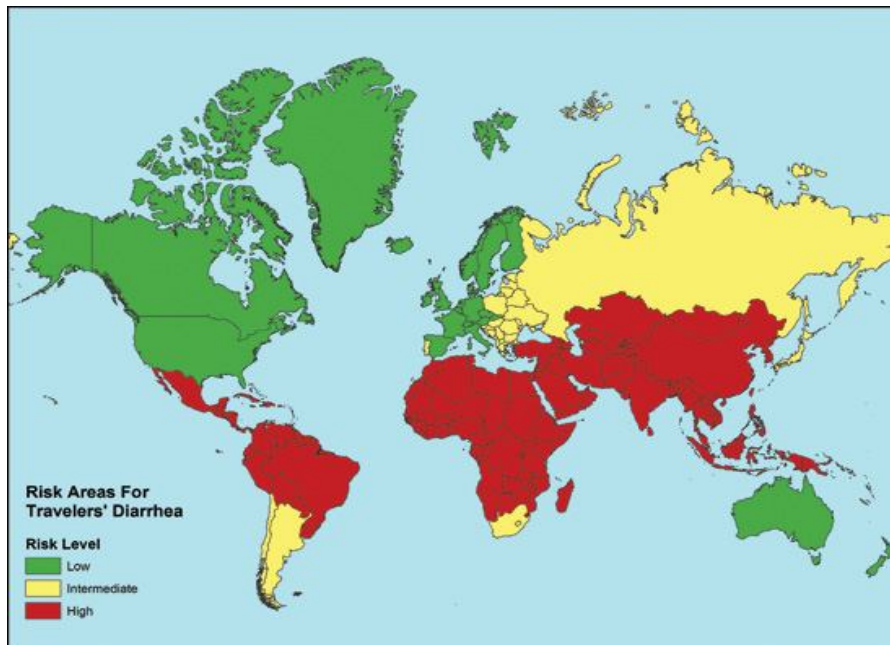 Risk Areas For
Travelers' Diarrhea
Risk Level
Low
Intermediate
High